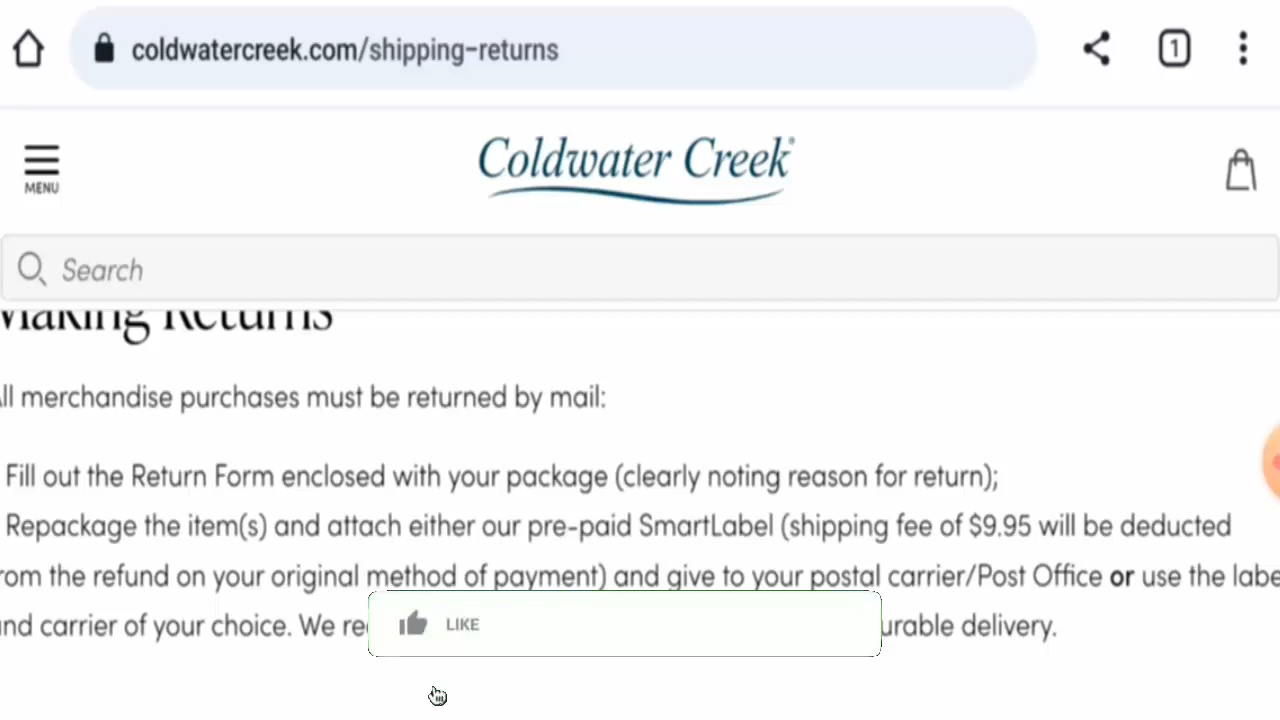 coldwatercreek.com/shipping-returns
1
MENU
Coldwater Creek®
Search
Making Returns
ll merchandise purchases must be returned by mail:
Fill out the Return Form enclosed with your package (clearly noting reason for return);
Repackage the item(s) and attach either our pre-paid SmartLabel (shipping fee of $9.95 will be deducted
rom the refund on your original method of payment) and give to your postal carrier/Post Office or use the labe
nd carrier of your choice. We re urable delivery.
LIKE